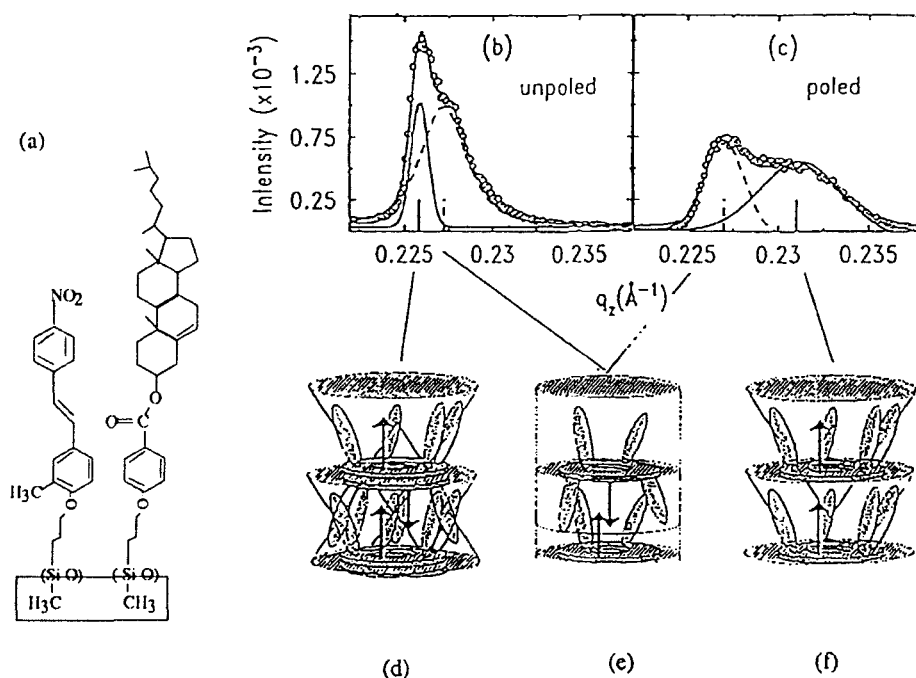 (a)
NO2
O
O
C
H3C
O
O
(Si O) (Si O)
H3C CH3
Intensity (x10-3)
1.25
0.75
0.25
(b)
unpoled
(c)
poled
0.225 0.23 0.235 0.225 0.23 0.235
qz(Å-1)
(d) (e) (f)